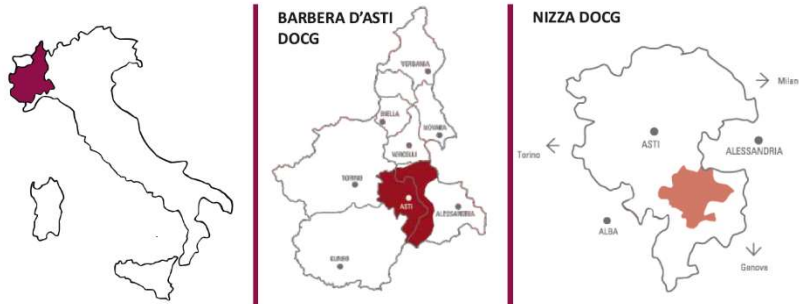 BARBERA D'ASTI
DOCG
VERBANIA
BIELLA
NOVARA
VERCELLI
TORINO
ASTI
ALESSANDRIA
CUNEO
NIZZA DOCG
Milan
ASTI
ALESSANDRIA
Torino
ALBA
Genova